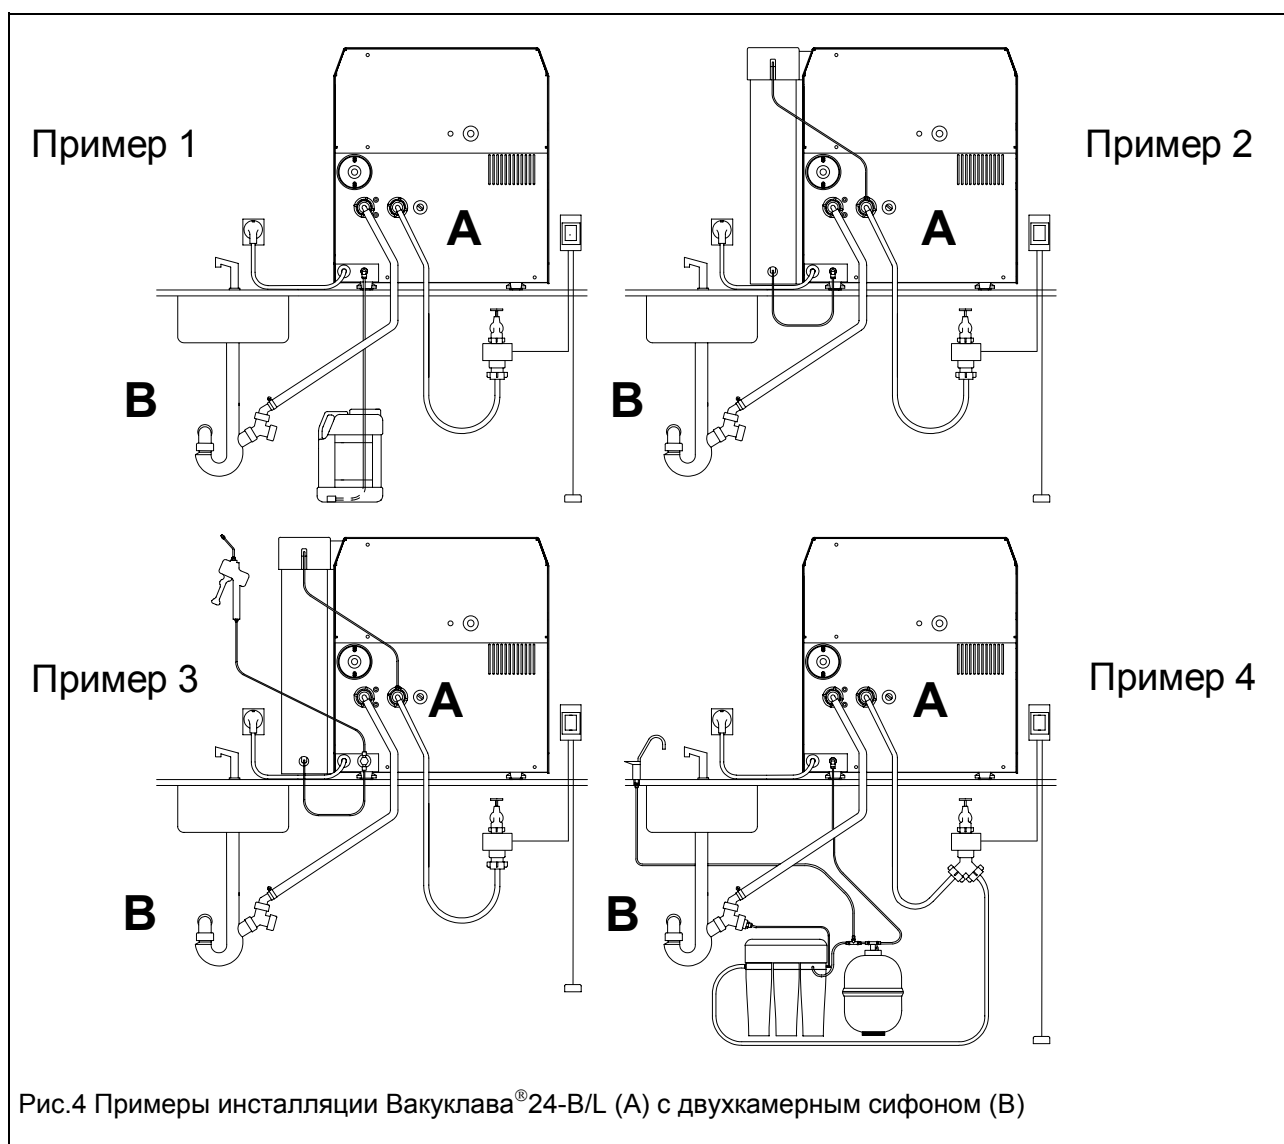 Пример 1
Пример 2
A
A
B
B
Пример 3
Пример 4
A
A
B
B
Рис.4 Примеры инсталляции Вакуклава®24-B/L (A) с двухкамерным сифоном (B)